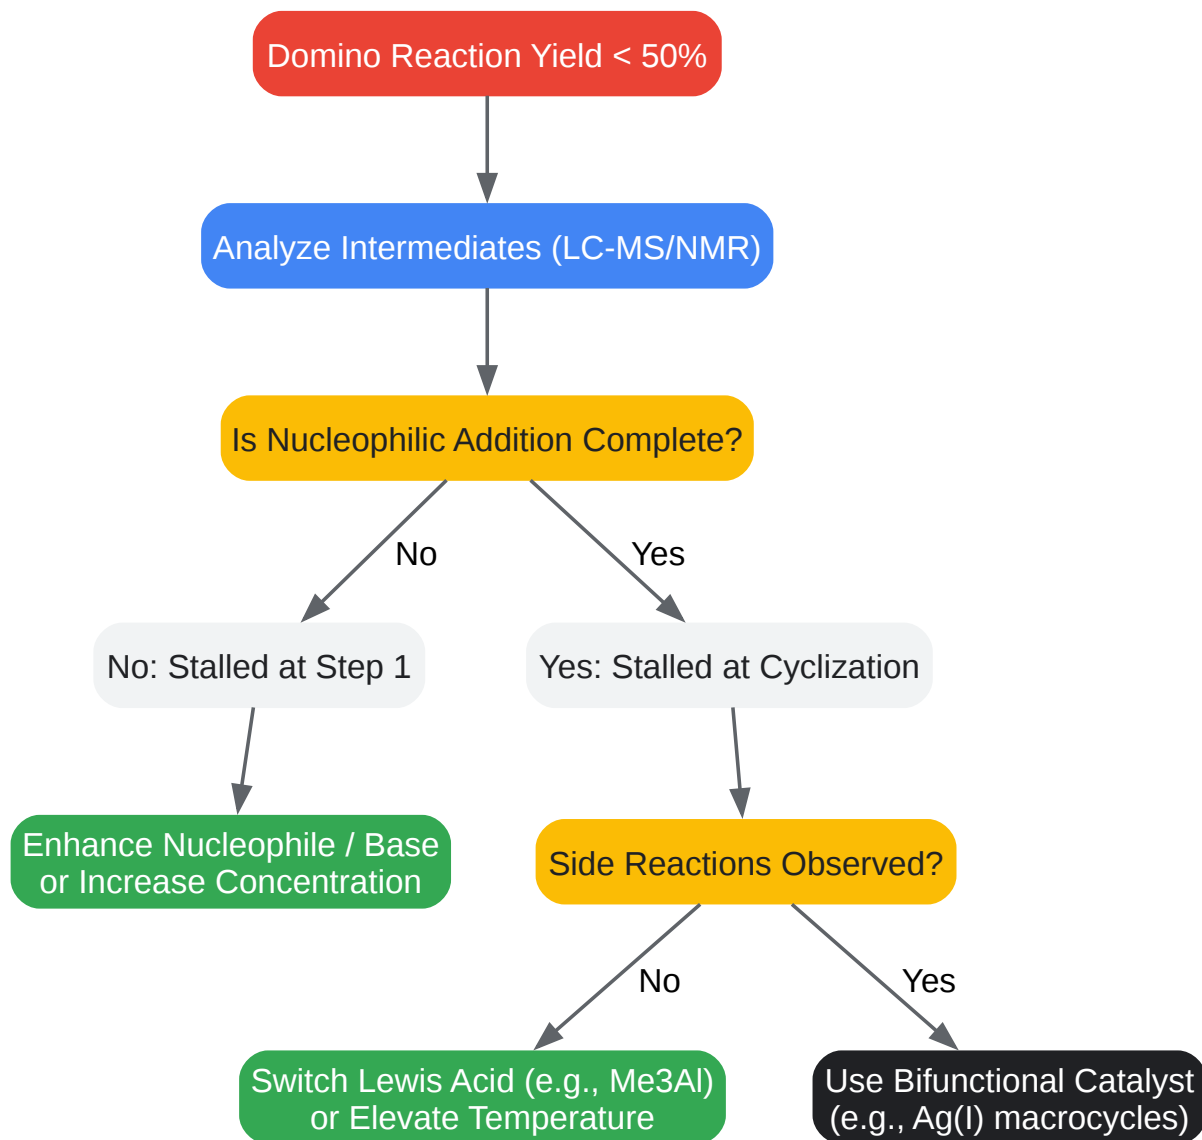 Domino Reaction Yield < 50%
Analyze Intermediates (LC-MS/NMR)
Is Nucleophilic Addition Complete?
No
Yes
No: Stalled at Step 1
Yes: Stalled at Cyclization
Enhance Nucleophile / Base
or Increase Concentration
Side Reactions Observed?
No
Yes
Switch Lewis Acid (e.g., Me3Al)
or Elevate Temperature
Use Bifunctional Catalyst
(e.g., Ag(I) macrocycles)